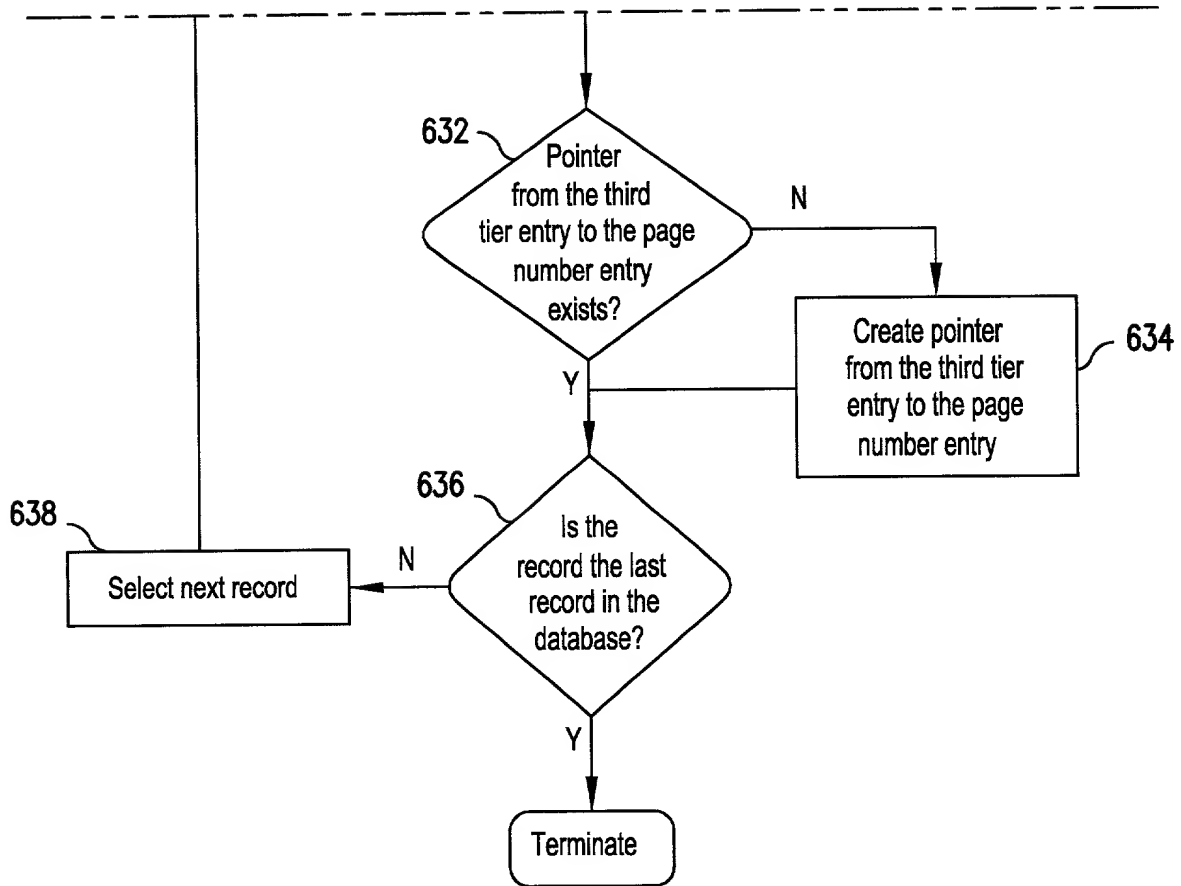 632
Pointer
from the third
tier entry to the page
number entry
exists?
N
Create pointer
from the third tier
entry to the page
number entry
634
Y
636
Is the
record the last
record in the
database?
N
638
Select next record
Y
Terminate